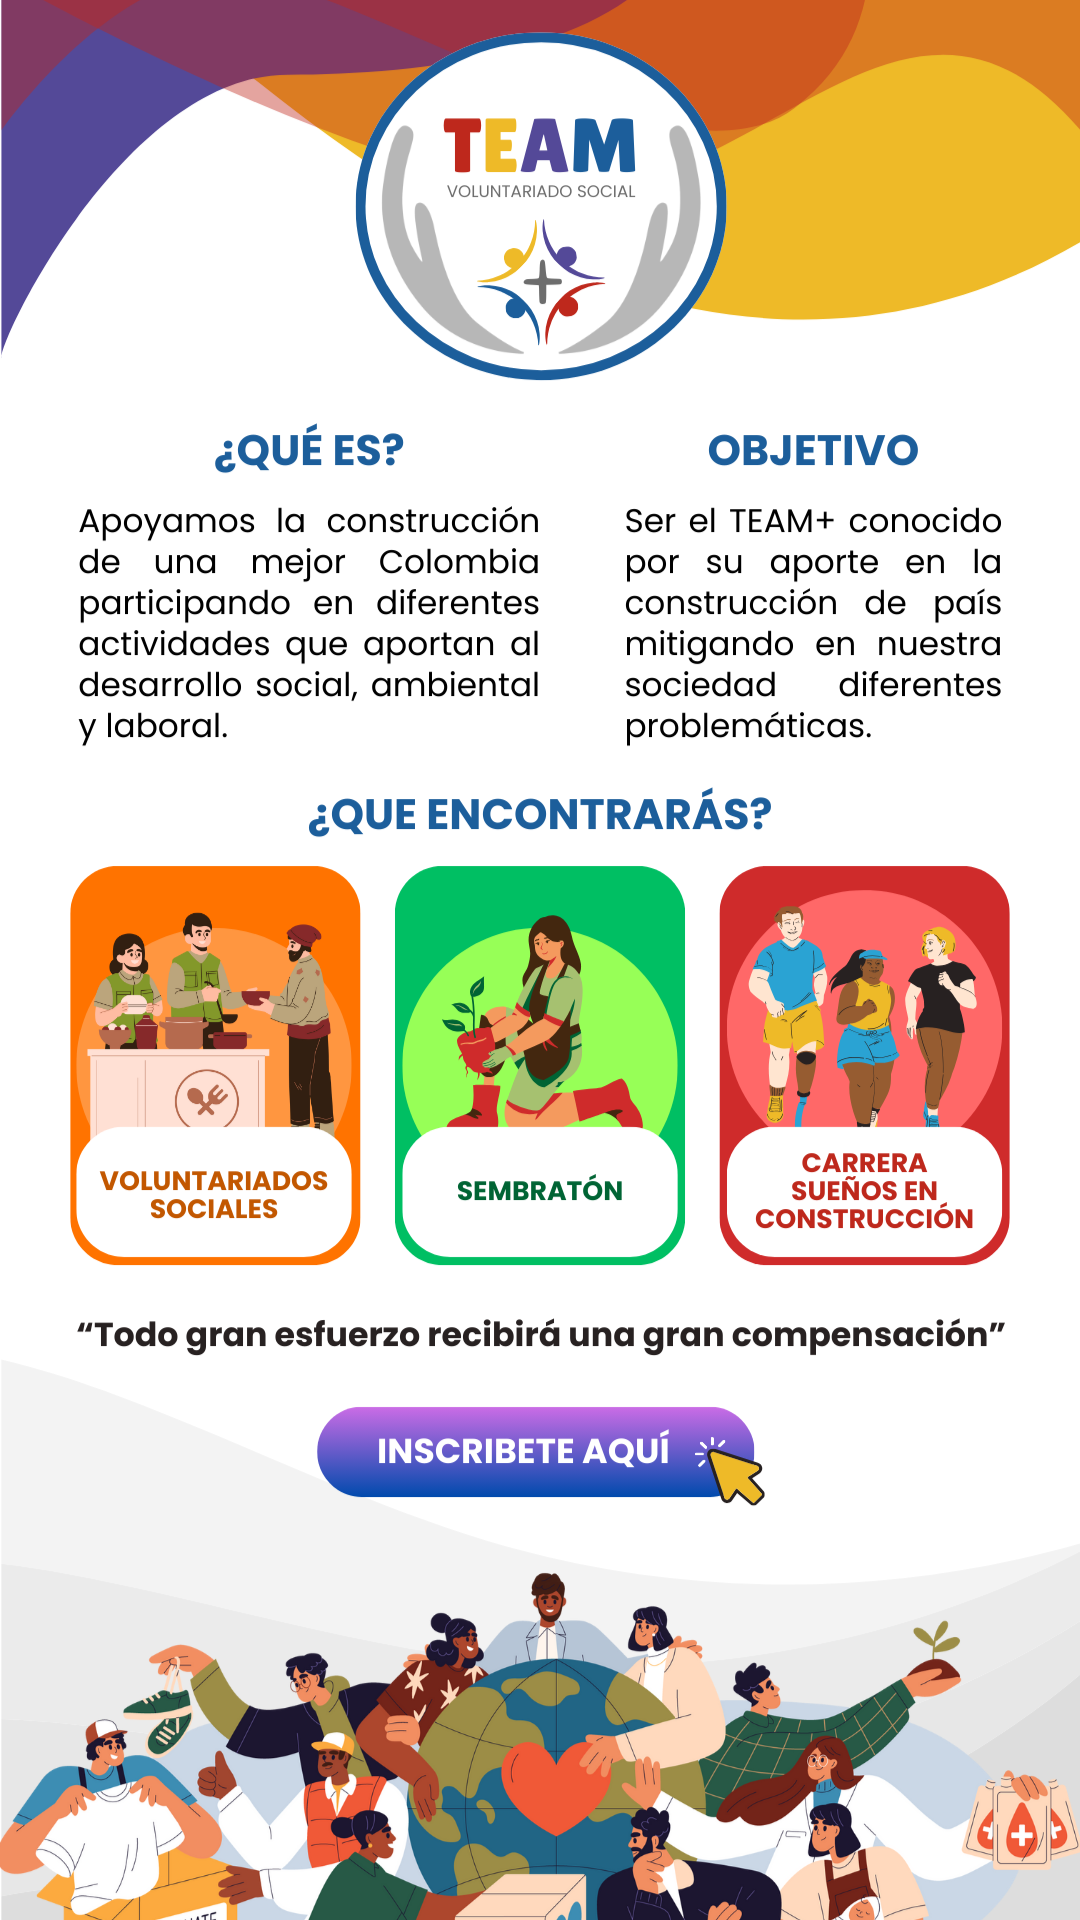 TEAM
VOLUNTARIADO SOCIAL
¿QUÉ ES?
Apoyamos la construcción
de una mejor Colombia
participando en diferentes
actividades que aportan al
desarrollo social, ambiental
y laboral.
OBJETIVO
Ser el TEAM+ conocido
por su aporte en la
construcción de país
mitigando en nuestra
sociedad diferentes
problemáticas.
¿QUE ENCONTRARÁS?
VOLUNTARIADOS
SOCIALES
SEMBRATÓN
CARRERA
SUEÑOS EN
CONSTRUCCIÓN
“Todo gran esfuerzo recibirá una gran compensación”
INSCRIBETE AQUÍ